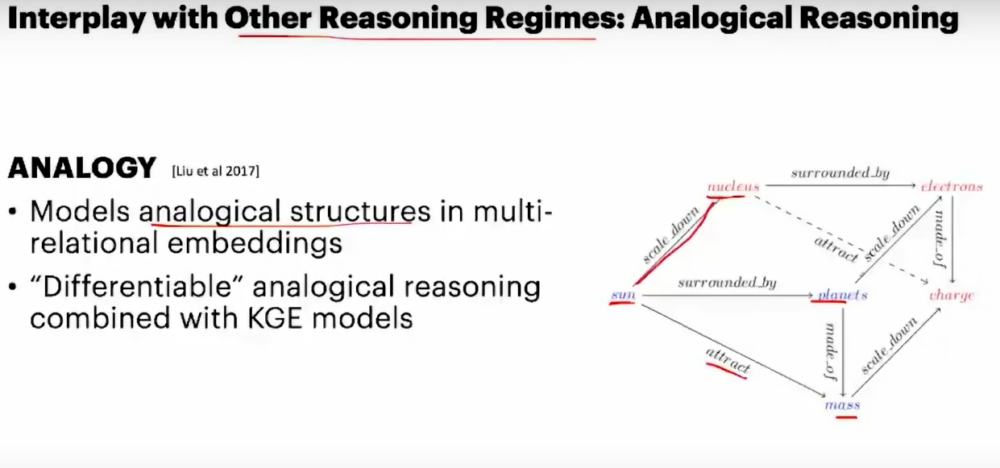 Interplay with Other Reasoning Regimes: Analogical Reasoning
ANALOGY [Liu et al 2017]
• Models analogical structures in multi-
relational embeddings
• “Differentiable” analogical reasoning
combined with KGE models
surrounded_by
nucleus
electrons
scale_down
attract
scale_down
made_of
surrounded_by
sun
planets
charge
attract
made_of
scale_down
mass